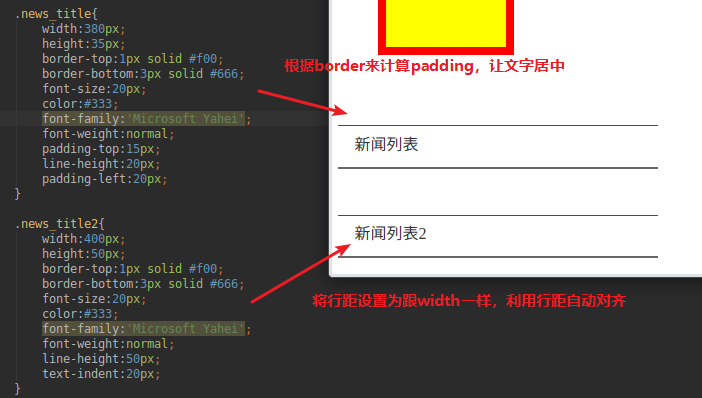 .news_title{
width:380px;
height:35px;
border-top:1px solid #f00;
border-bottom:3px solid #666;
font-size:20px;
color:#333;
font-family:'Microsoft Yahei';
font-weight:normal;
padding-top:15px;
line-height:20px;
padding-left:20px;
}
.news_title2{
width:400px;
height:50px;
border-top:1px solid #f00;
border-bottom:3px solid #666;
font-size:20px;
color:#333;
font-family:'Microsoft Yahei';
font-weight:normal;
line-height:50px;
text-indent:20px;
}
根据border来计算padding，让文字居中
新闻列表
新闻列表2
将行距设置为跟width一样，利用行距自动对齐